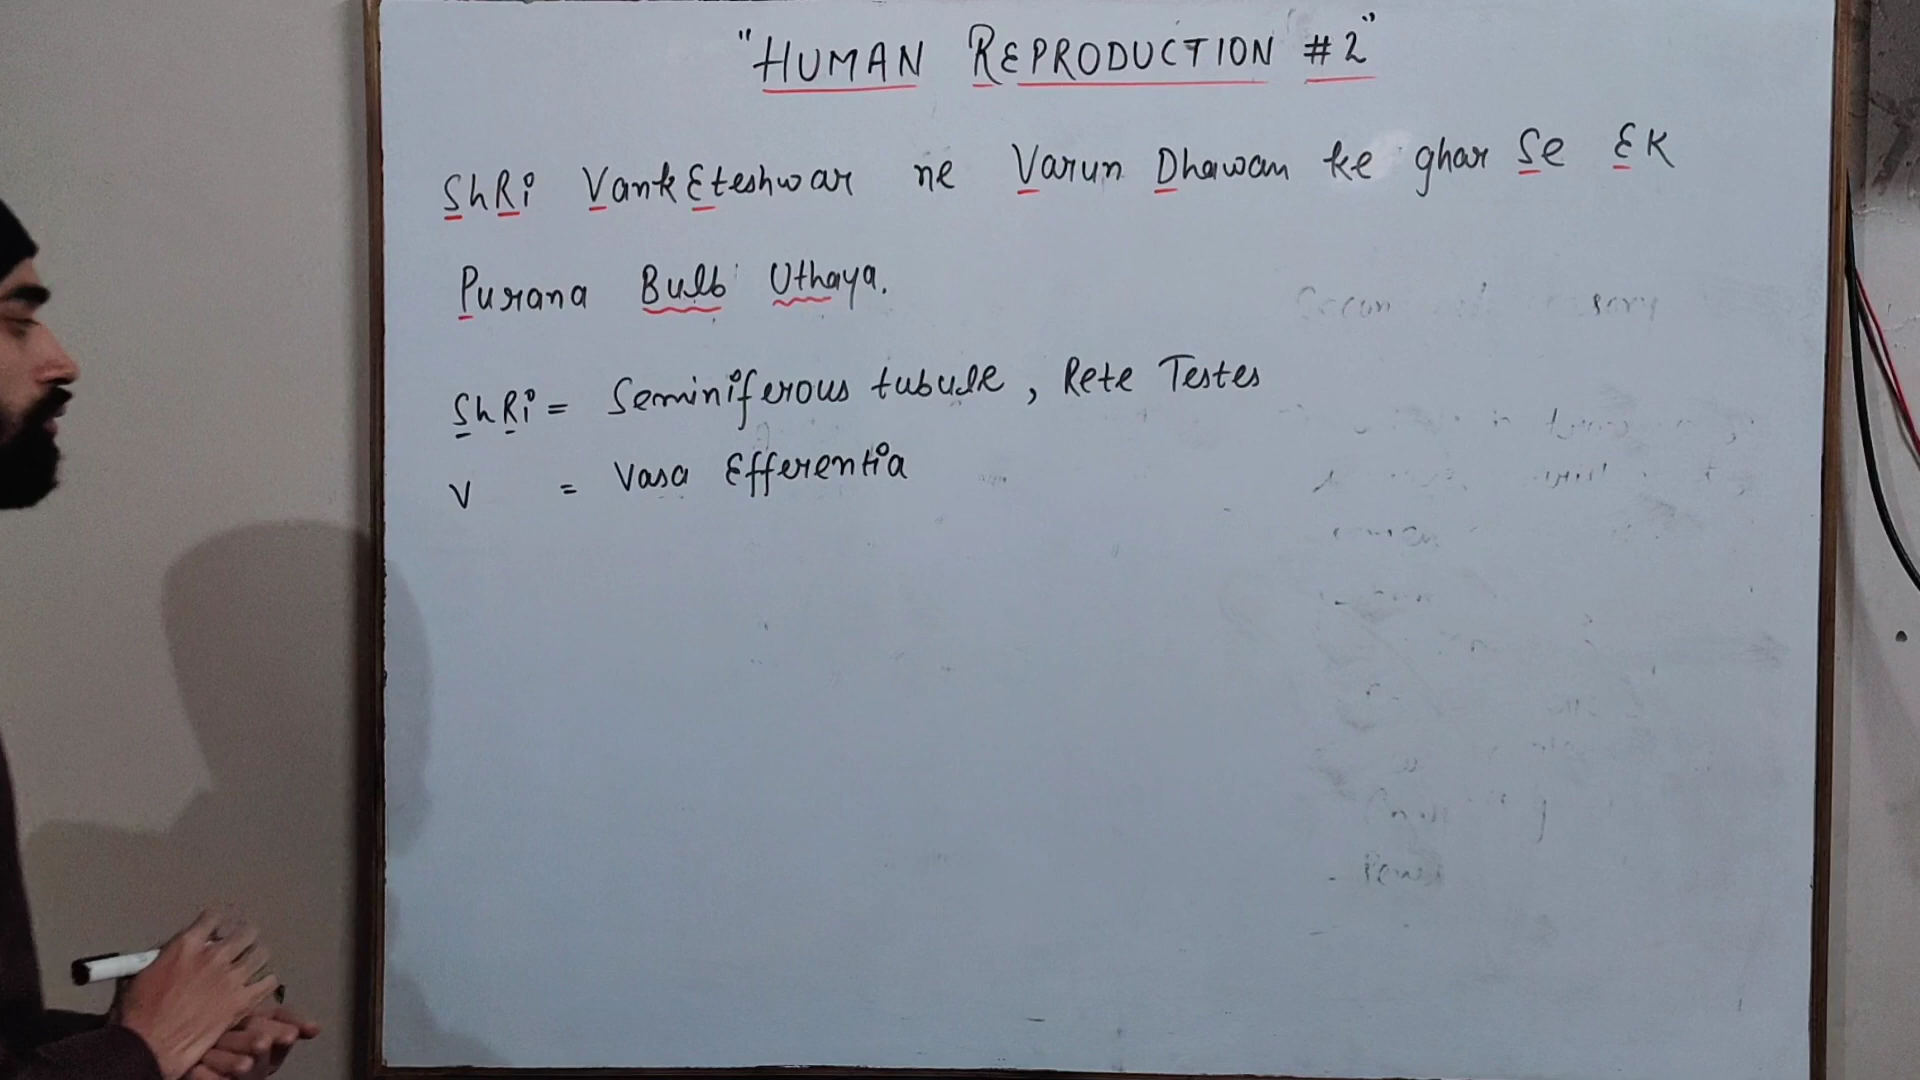 "HUMAN REPRODUCTION #2"
ShRi VankEteshwar ne Varun Dhawan ke ghar Se EK
Purana Bulb Uthaya.
ShRi = Seminiferous tubule, Rete Testes
V = Vasa Efferentia